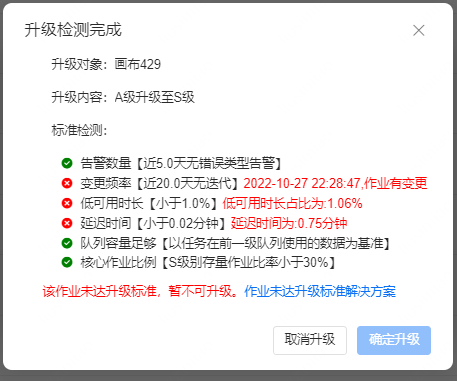 升级检测完成
升级对象：画布429
升级内容：A级升级至S级
标准检测：
告警数量【近5.0天无错误类型告警】
变更频率【近20.0天无迭代】2022-10-27 22:28:47,作业有变更
低可用时长【小于1.0%】低可用时长占比为:1.06%
延迟时间【小于0.02分钟】延迟时间为:0.75分钟
队列容量足够【以任务在前一级队列使用的数据为基准】
核心作业比例【S级别存量作业比率小于30%】
该作业未达升级标准，暂不可升级。作业未达升级标准解决方案
取消升级 确定升级